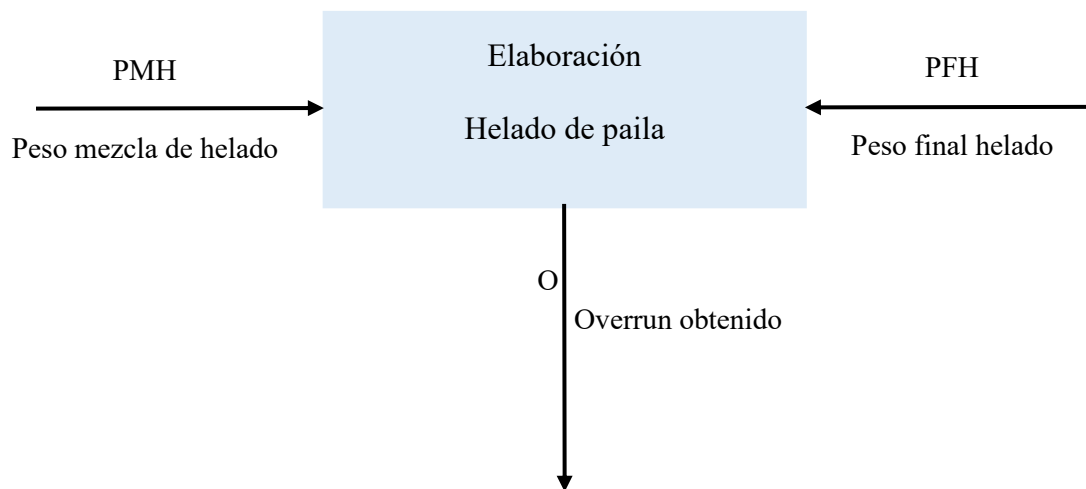 Elaboración
Helado de paila
PMH
Peso mezcla de helado
PFH
Peso final helado
O
Overrun obtenido